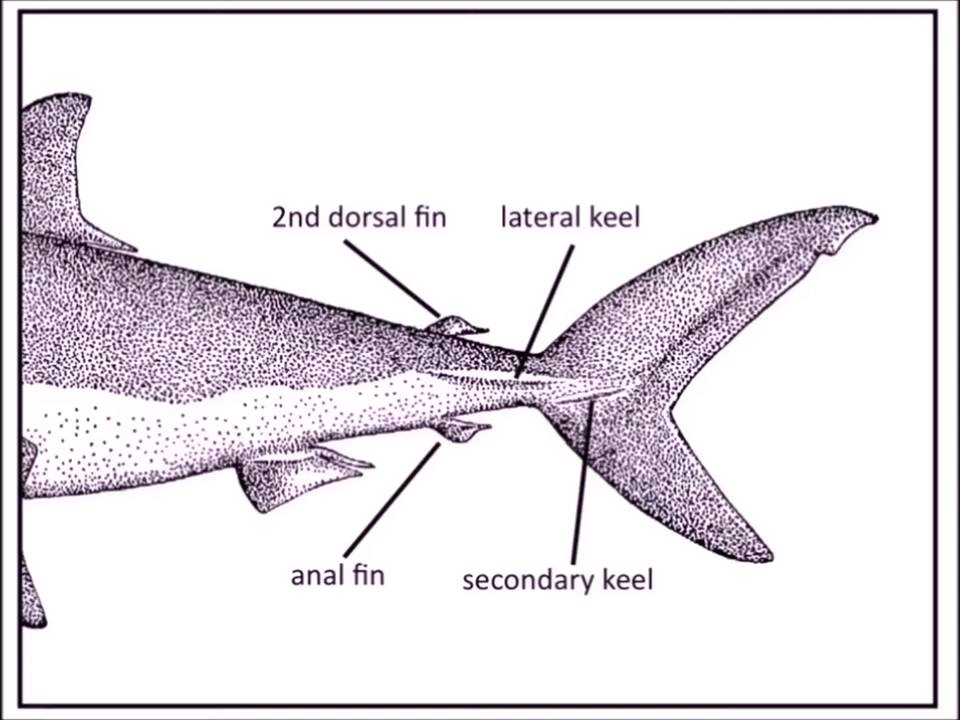 2nd dorsal fin
lateral keel
anal fin
secondary keel